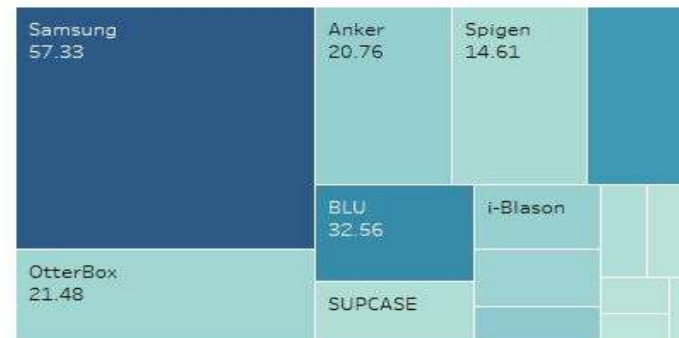 Samsung
57.33
Anker
20.76
Spigen
14.61
BLU
32.56
i-Blason
OtterBox
21.48
SUPCASE